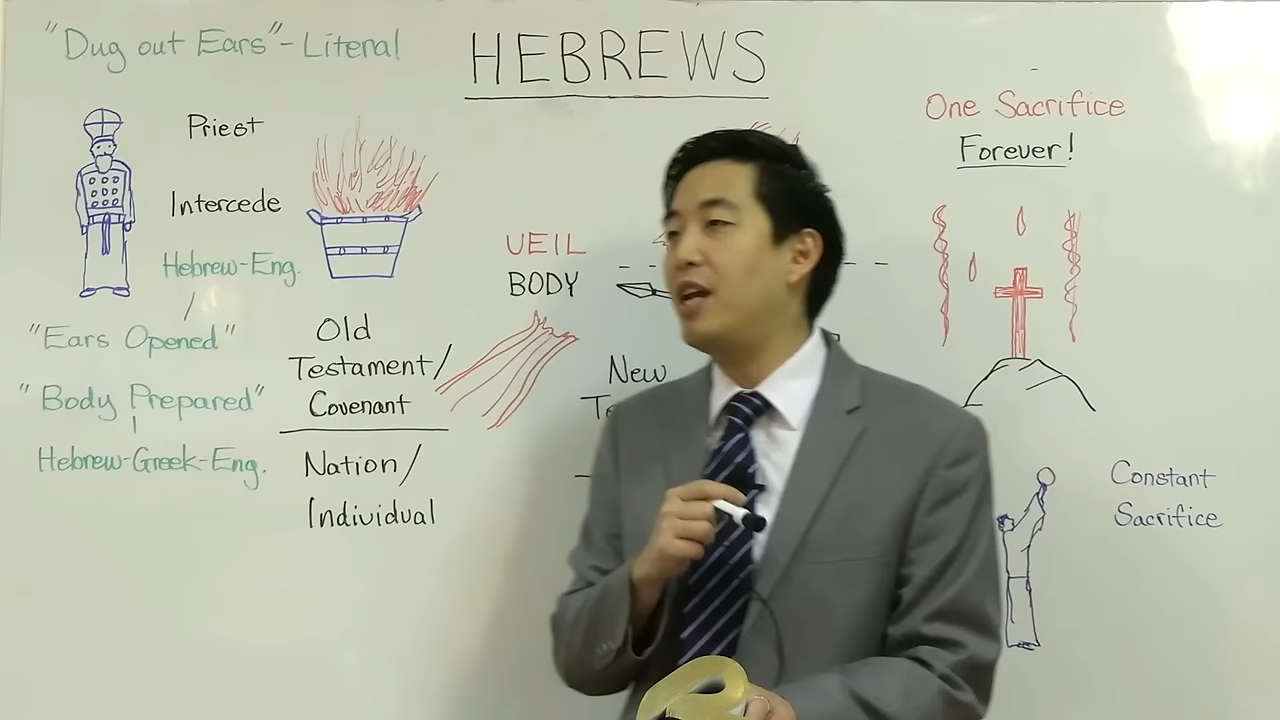 "Dug out Ears"-Literal
HEBREWS
Priest
Intercede
Hebrew-Eng.
"Ears Opened"
"Body Prepared"
Hebrew-Greek-Eng.
Old
Testament/
Covenant
Nation/
Individual
VEIL
BODY
New
One Sacrifice
Forever!
Constant
Sacrifice